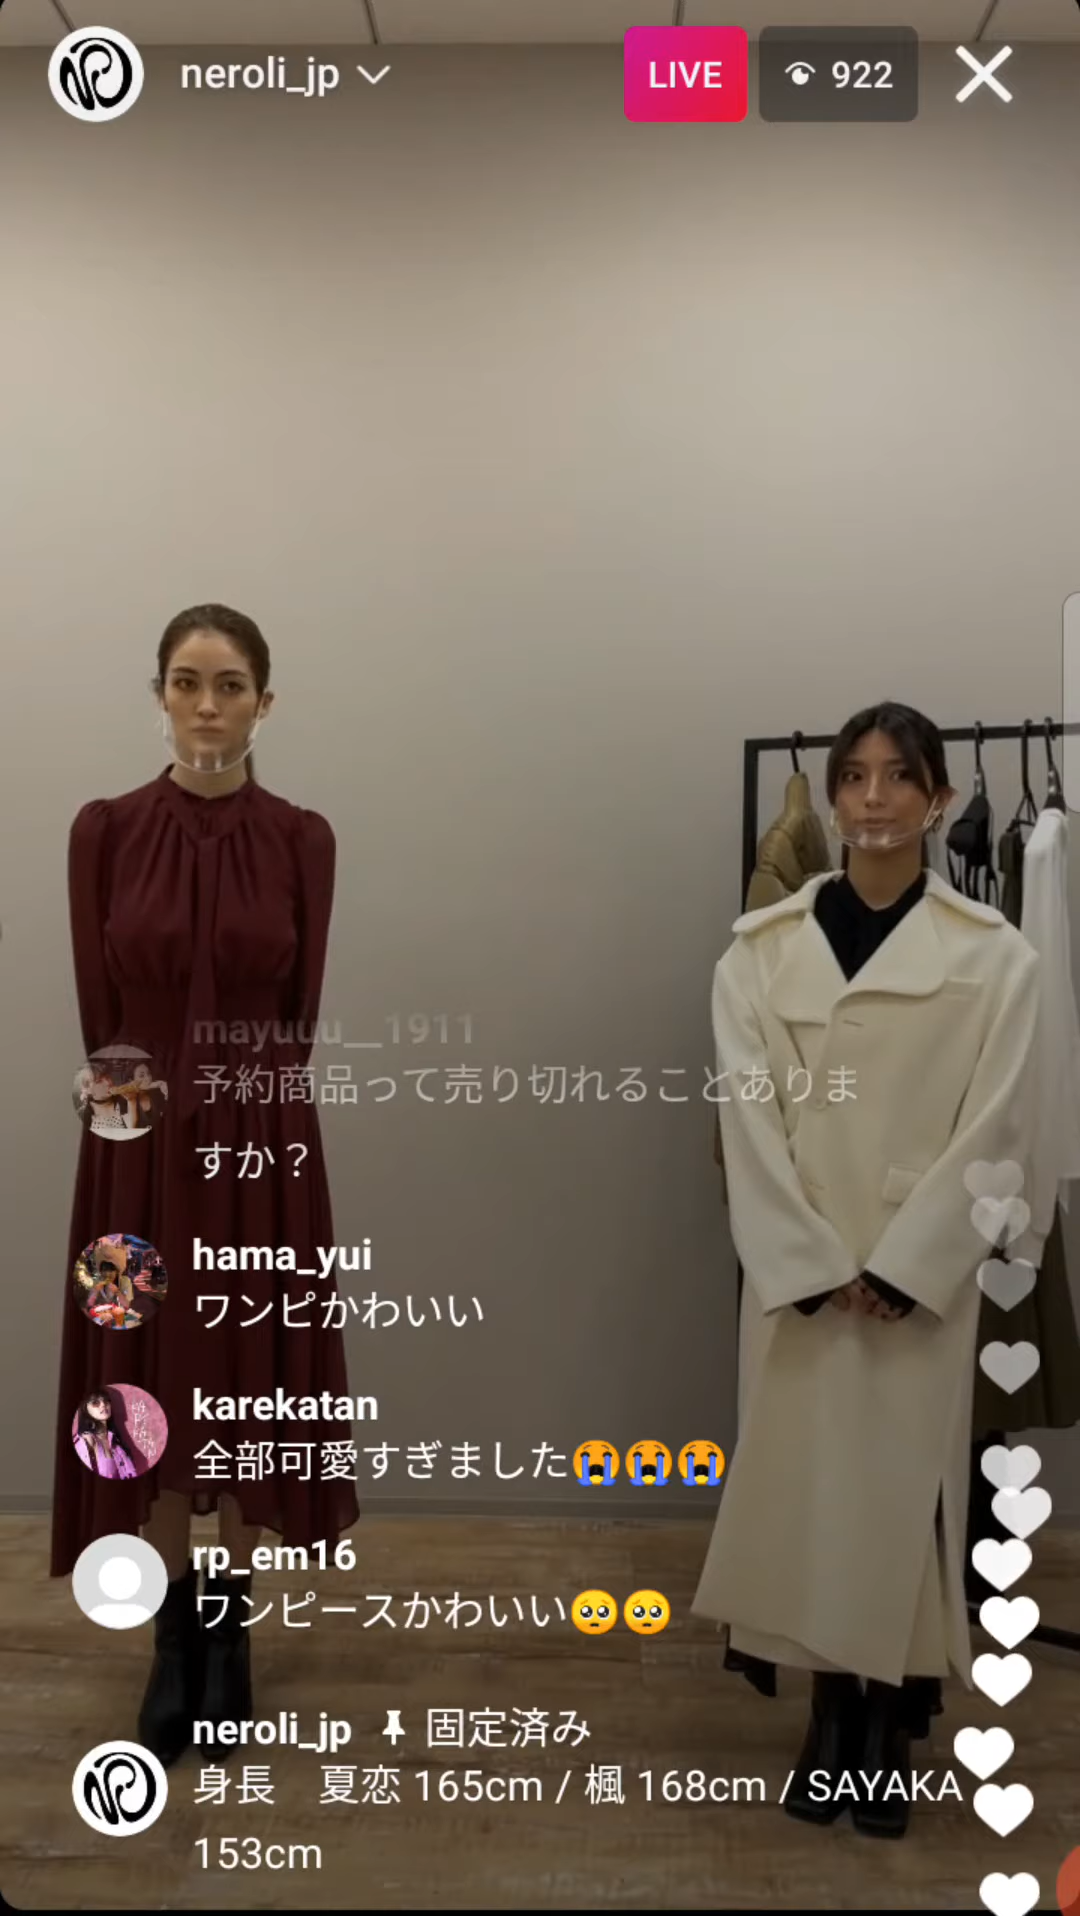 neroli_jp
LIVE
922
mayuuu__1911
予約商品って売り切れることありま
すか？
hama_yui
ワンピかわいい
karekatan
全部可愛すぎました😭😭😭
rp_em16
ワンピースかわいい🥺🥺
neroli_jp 固定済み
身長　夏恋 165cm / 楓 168cm / SAYAKA
153cm